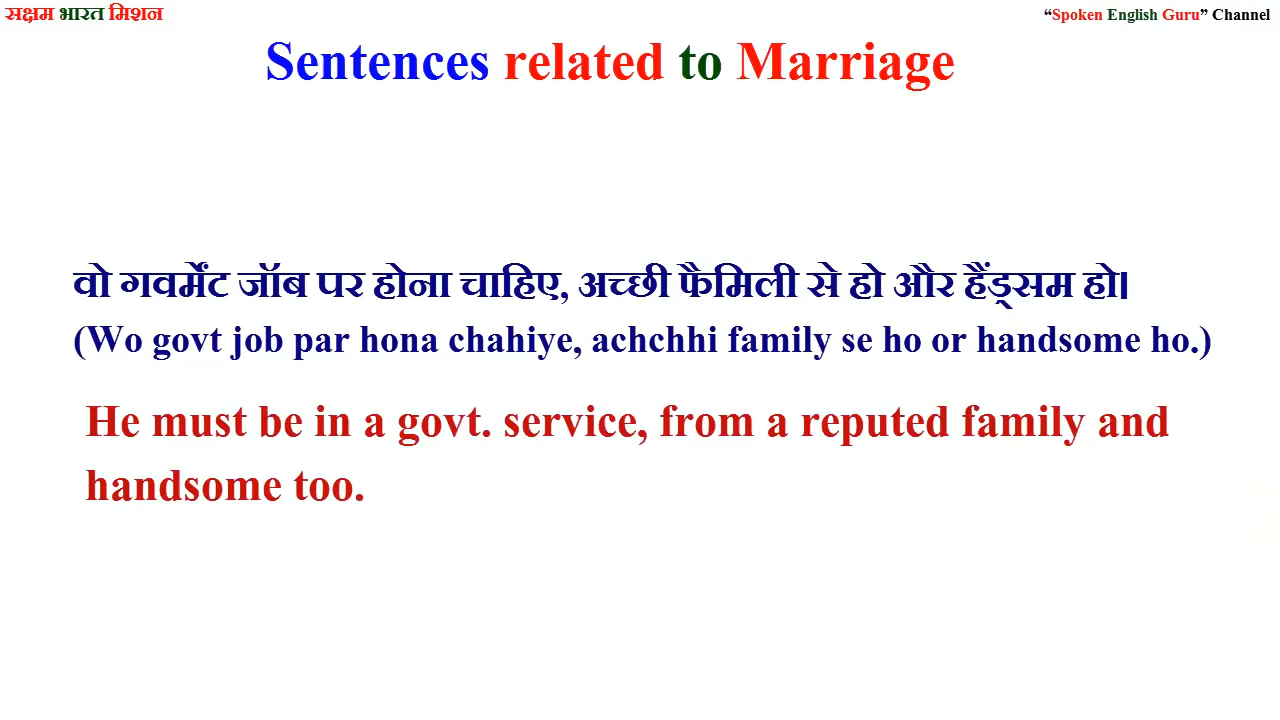 सक्षम भारत मिशन
“Spoken English Guru” Channel
Sentences related to Marriage
वो गवर्मेंट जॉब पर होना चाहिए, अच्छी फैमिली से हो और हैंड्सम हो।
(Wo govt job par hona chahiye, achchhi family se ho or handsome ho.)
He must be in a govt. service, from a reputed family and
handsome too.